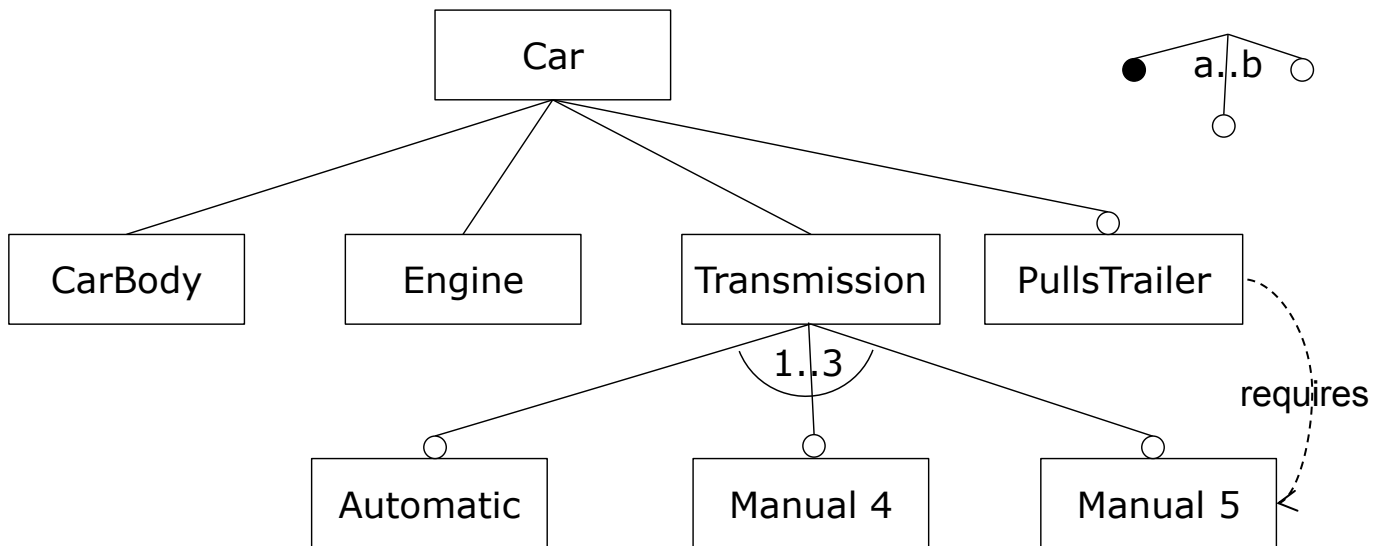 Car
a..b
CarBody
Engine
Transmission
PullsTrailer
1..3
requires
Automatic
Manual 4
Manual 5